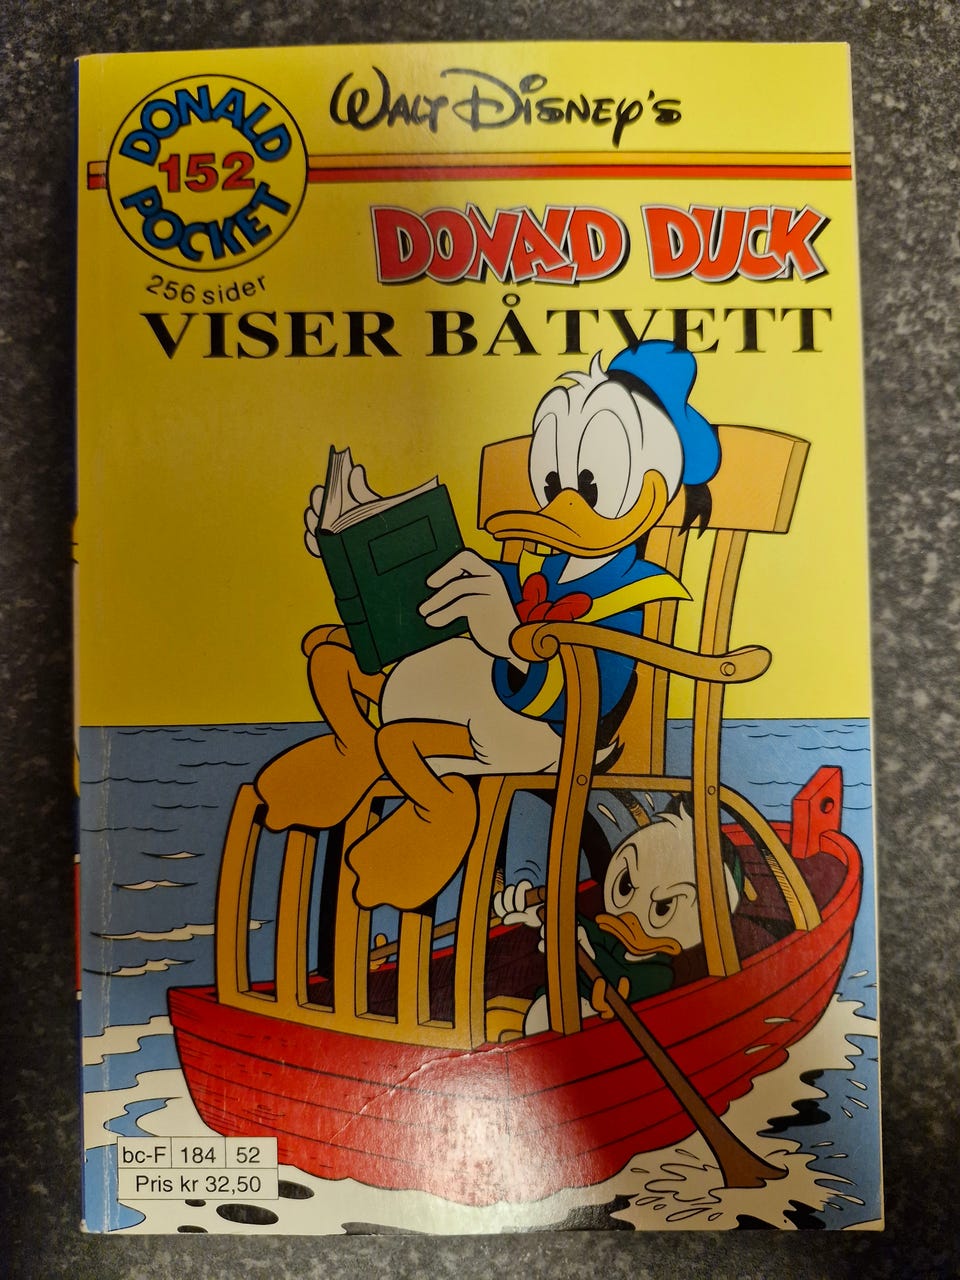 DONALD
152
POCKET
256 sider
WALT DISNEY'S
DONALD DUCK
VISER BÅTVETT
bc-F 184 52
Pris kr 32,50